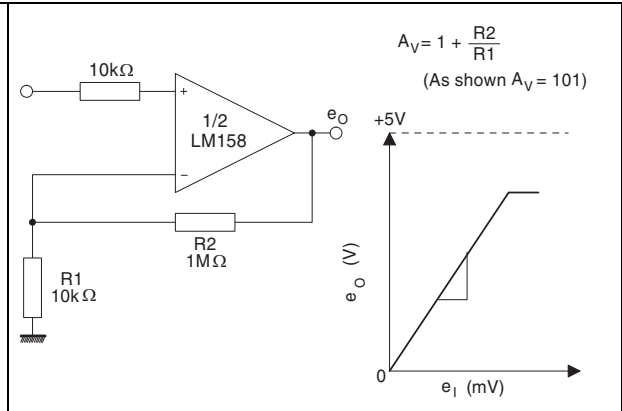 10kΩ
+
1/2
LM158
−
e_O
R2
1MΩ
R1
10kΩ
A_V = 1 + R2/R1
(As shown A_V = 101)
+5V
e_O (V)
0
e_I (mV)